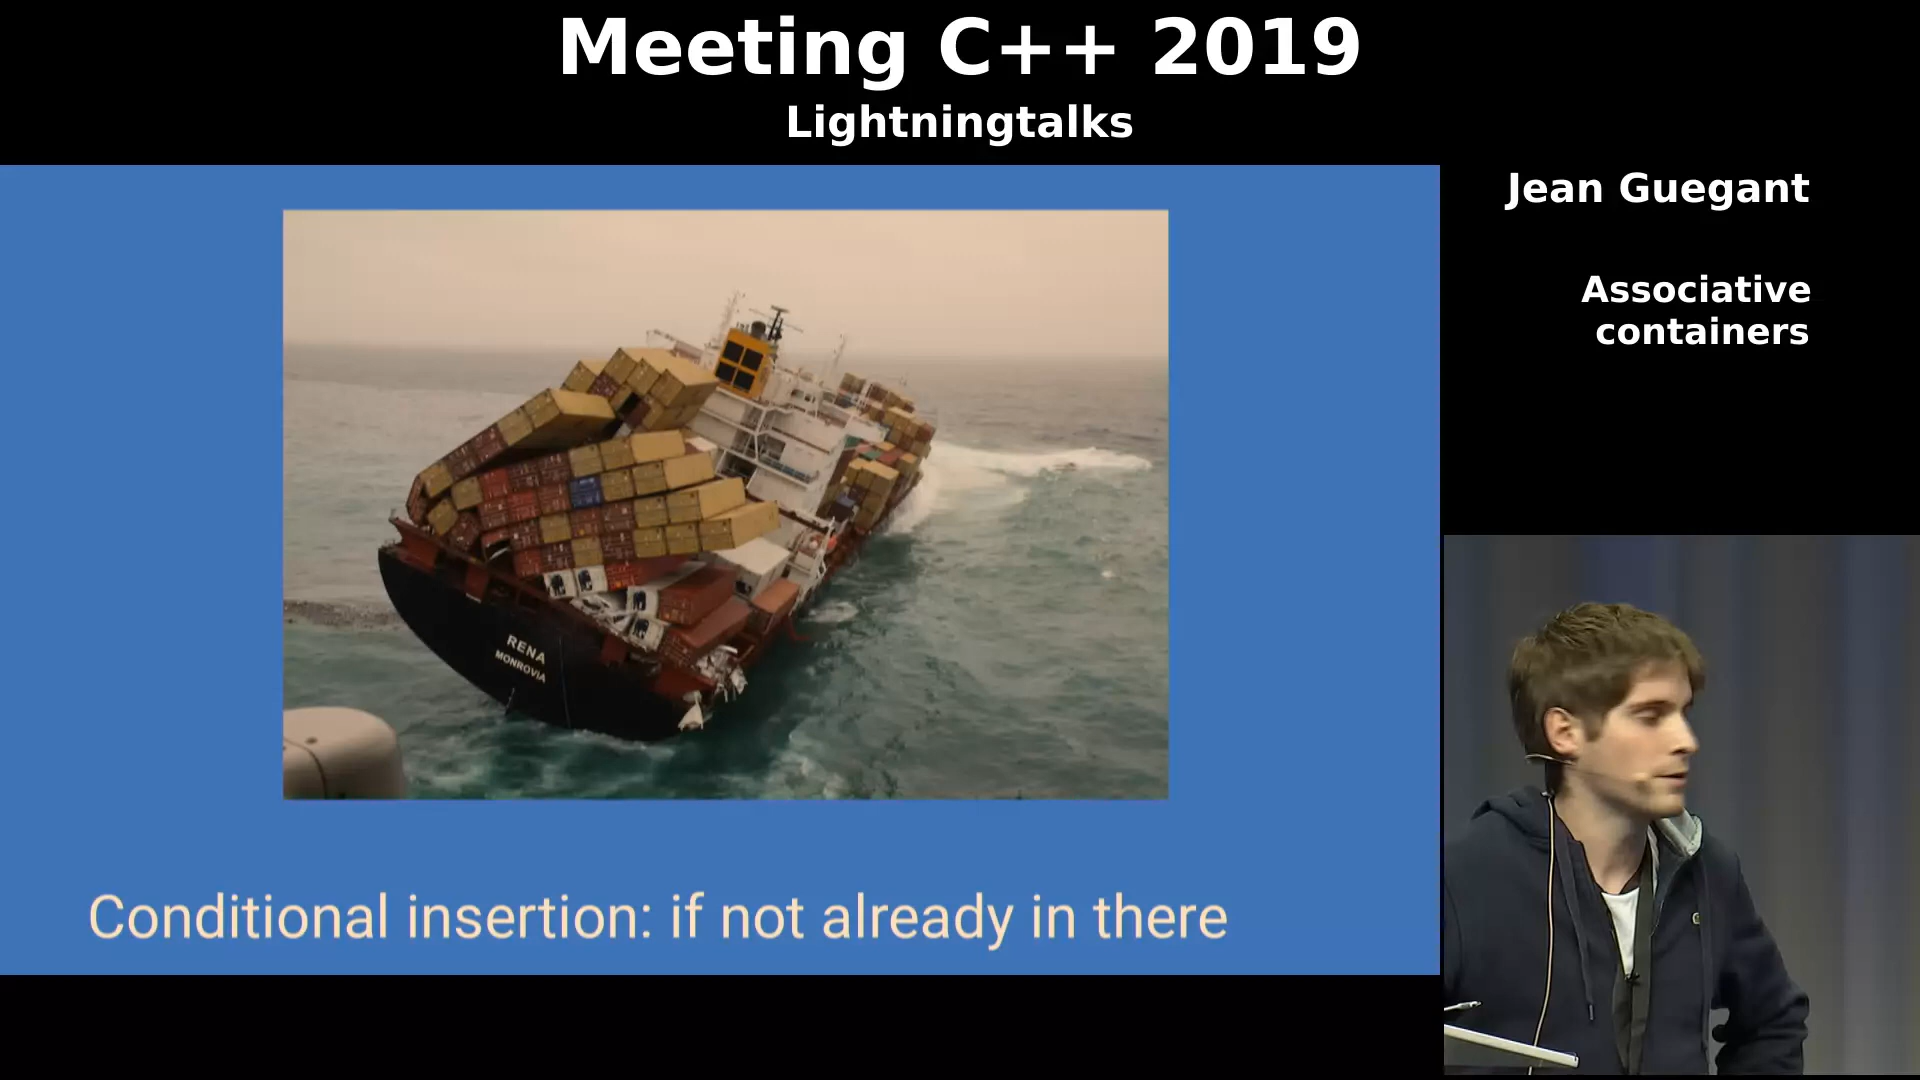 Meeting C++ 2019
Lightningtalks
Jean Guegant
Associative
containers
RENA
MONROVIA
Conditional insertion: if not already in there